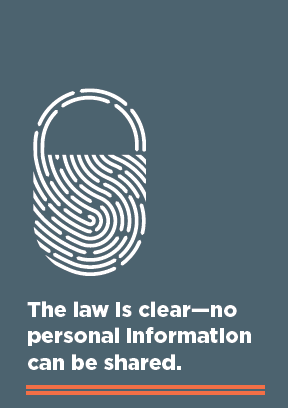 The law is clear—no
personal information
can be shared.